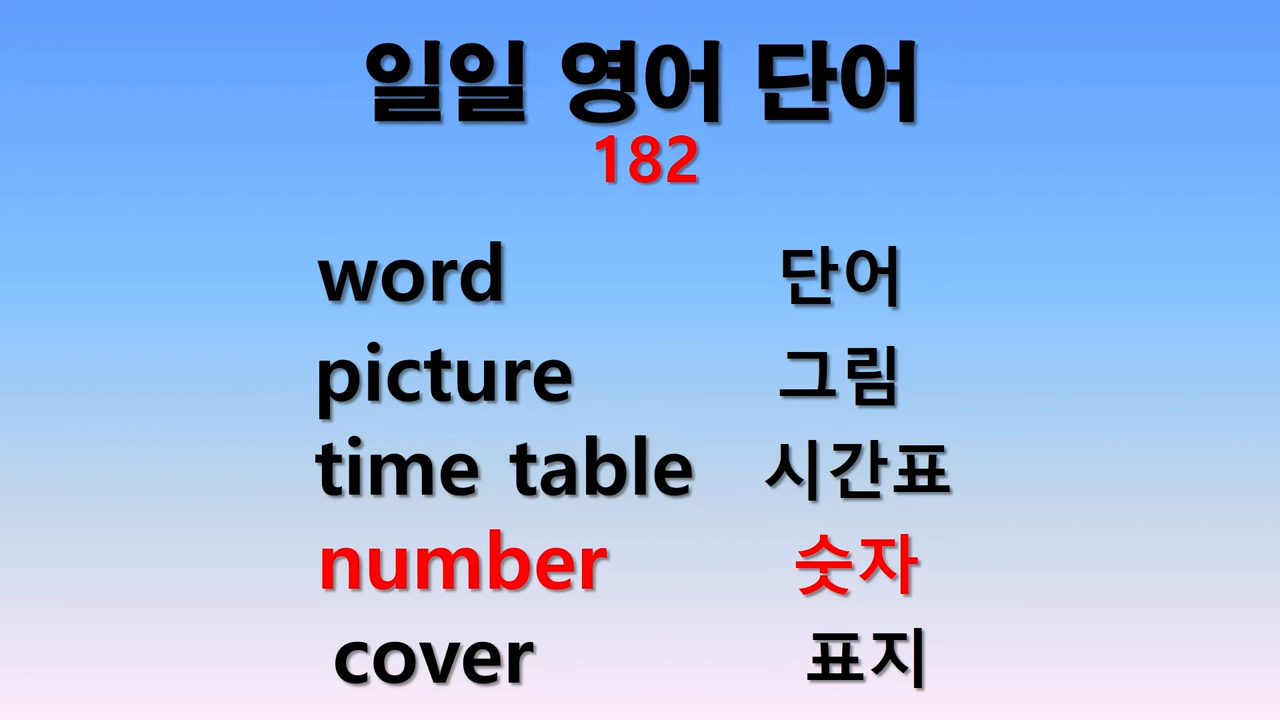 일일 영어 단어
182
word 단어
picture 그림
time table 시간표
number 숫자
cover 표지